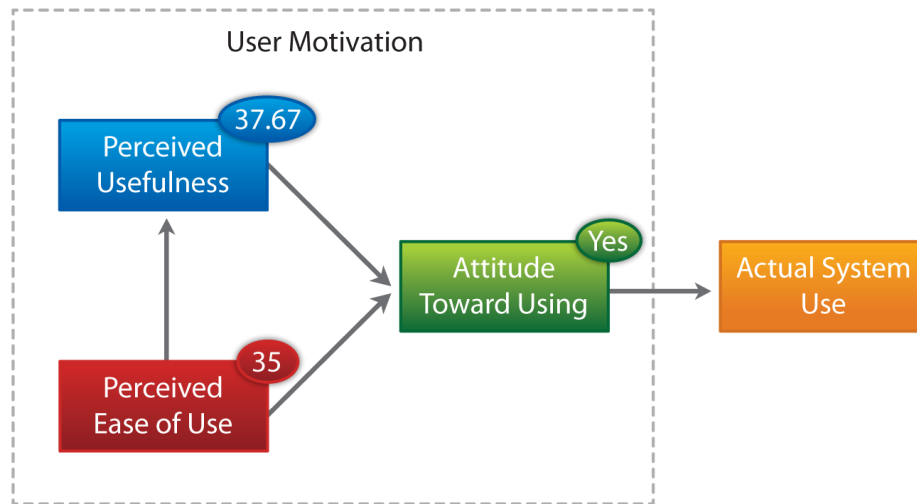 User Motivation
37.67
Perceived
Usefulness
Yes
Attitude
Toward Using
Actual System
Use
35
Perceived
Ease of Use